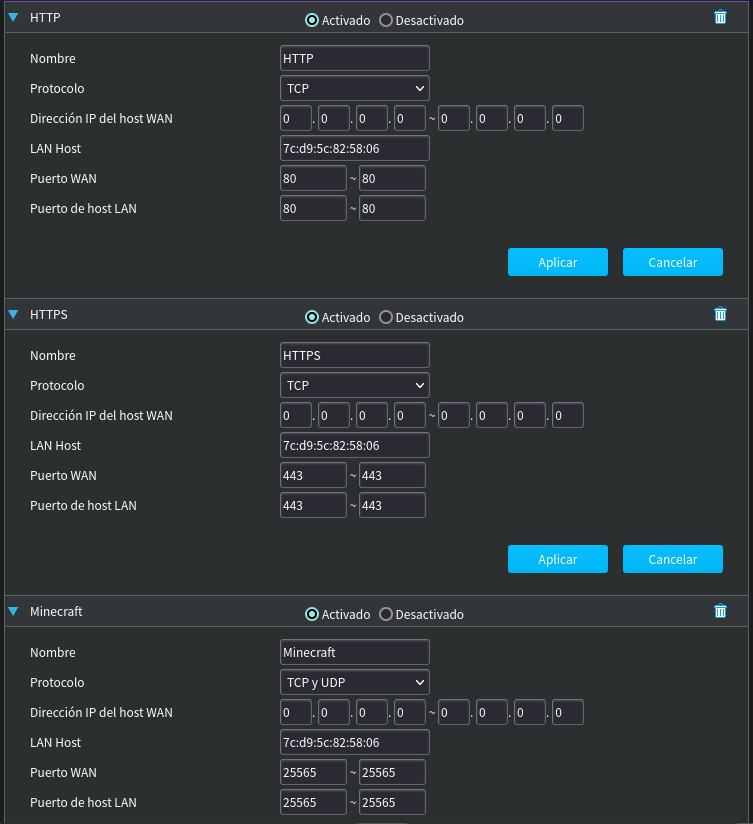 HTTP Activado Desactivado
Nombre HTTP
Protocolo TCP
Dirección IP del host WAN 0 . 0 . 0 . 0 ~ 0 . 0 . 0 . 0
LAN Host 7c:d9:5c:82:58:06
Puerto WAN 80 ~ 80
Puerto de host LAN 80 ~ 80
Aplicar Cancelar
HTTPS Activado Desactivado
Nombre HTTPS
Protocolo TCP
Dirección IP del host WAN 0 . 0 . 0 . 0 ~ 0 . 0 . 0 . 0
LAN Host 7c:d9:5c:82:58:06
Puerto WAN 443 ~ 443
Puerto de host LAN 443 ~ 443
Aplicar Cancelar
Minecraft Activado Desactivado
Nombre Minecraft
Protocolo TCP y UDP
Dirección IP del host WAN 0 . 0 . 0 . 0 ~ 0 . 0 . 0 . 0
LAN Host 7c:d9:5c:82:58:06
Puerto WAN 25565 ~ 25565
Puerto de host LAN 25565 ~ 25565